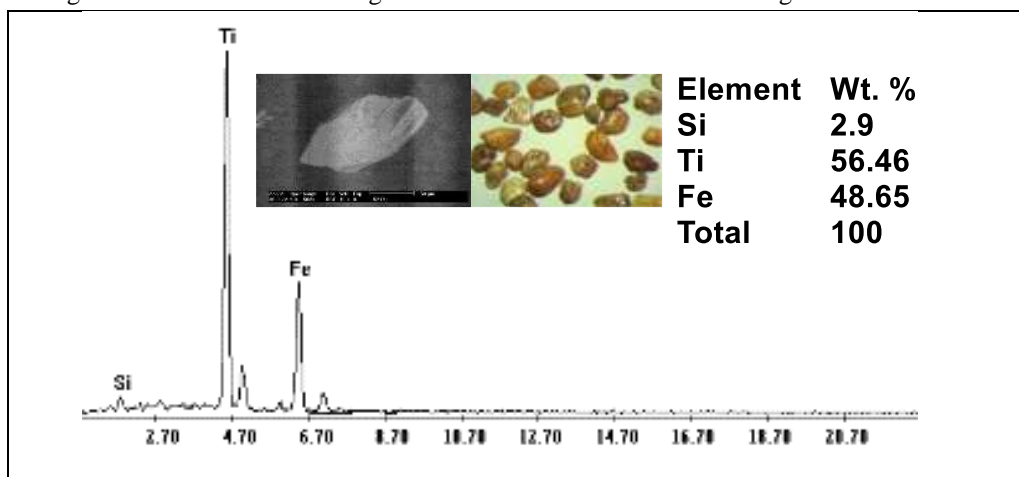 Ti
Element Wt. %
Si 2.9
Ti 56.46
Fe 48.65
Total 100
Fe
Si
2.70 4.70 6.70 8.70 10.70 12.70 14.70 16.70 18.70 20.70